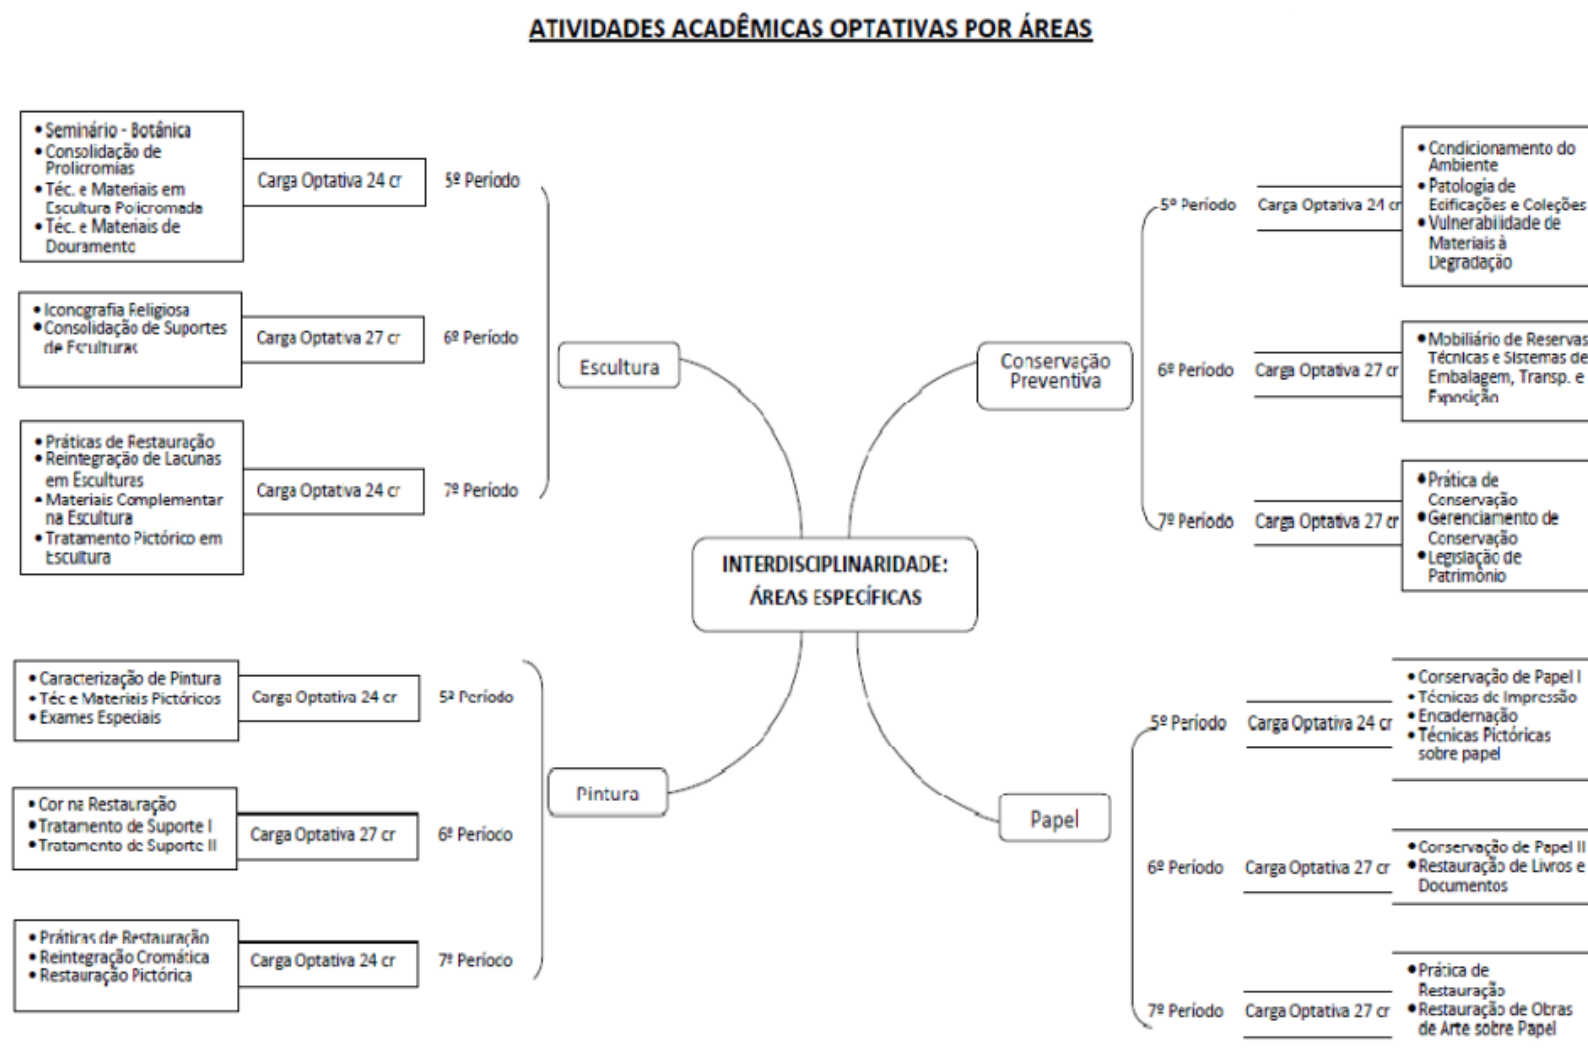 ATIVIDADES ACADÊMICAS OPTATIVAS POR ÁREAS
• Seminário - Botânica
• Consolidação de
Prolicromias
• Téc. e Materiais em
Escultura Policromada
• Téc. e Materiais de
Douramento
Carga Optativa 24 cr
5º Período
• Iconografia Religiosa
• Consolidação de Suportes
de Esculturas
Carga Optativa 27 cr
6º Período
• Práticas de Restauração
• Reintegração de Lacunas
em Esculturas
• Materiais Complementar
na Escultura
• Tratamento Pictórico em
Escultura
Carga Optativa 24 cr
7º Período
Escultura
Conservação
Preventiva
5º Período
Carga Optativa 24 cr
• Condicionamento do
Ambiente
• Patologia de
Edificações e Coleções
• Vulnerabilidade de
Materiais à
Degradação
6º Período
Carga Optativa 27 cr
• Mobiliário de Reservas
Técnicas e Sistemas de
Embalagem, Transp. e
Exposição
7º Período
Carga Optativa 27 cr
• Prática de
Conservação
• Gerenciamento de
Conservação
• Legislação de
Patrimônio
INTERDISCIPLINARIDADE:
ÁREAS ESPECÍFICAS
• Caracterização de Pintura
• Téc e Materiais Pictóricos
• Exames Especiais
Carga Optativa 24 cr
5º Período
• Cor na Restauração
• Tratamento de Suporte I
• Tratamento de Suporte II
Carga Optativa 27 cr
6º Período
• Práticas de Restauração
• Reintegração Cromática
• Restauração Pictórica
Carga Optativa 24 cr
7º Período
Pintura
Papel
5º Período
Carga Optativa 24 cr
• Conservação de Papel I
• Técnicas de Impressão
• Encadernação
• Técnicas Pictóricas
sobre papel
6º Período
Carga Optativa 27 cr
• Conservação de Papel II
• Restauração de Livros e
Documentos
7º Período
Carga Optativa 27 cr
• Prática de
Restauração
• Restauração de Obras
de Arte sobre Papel